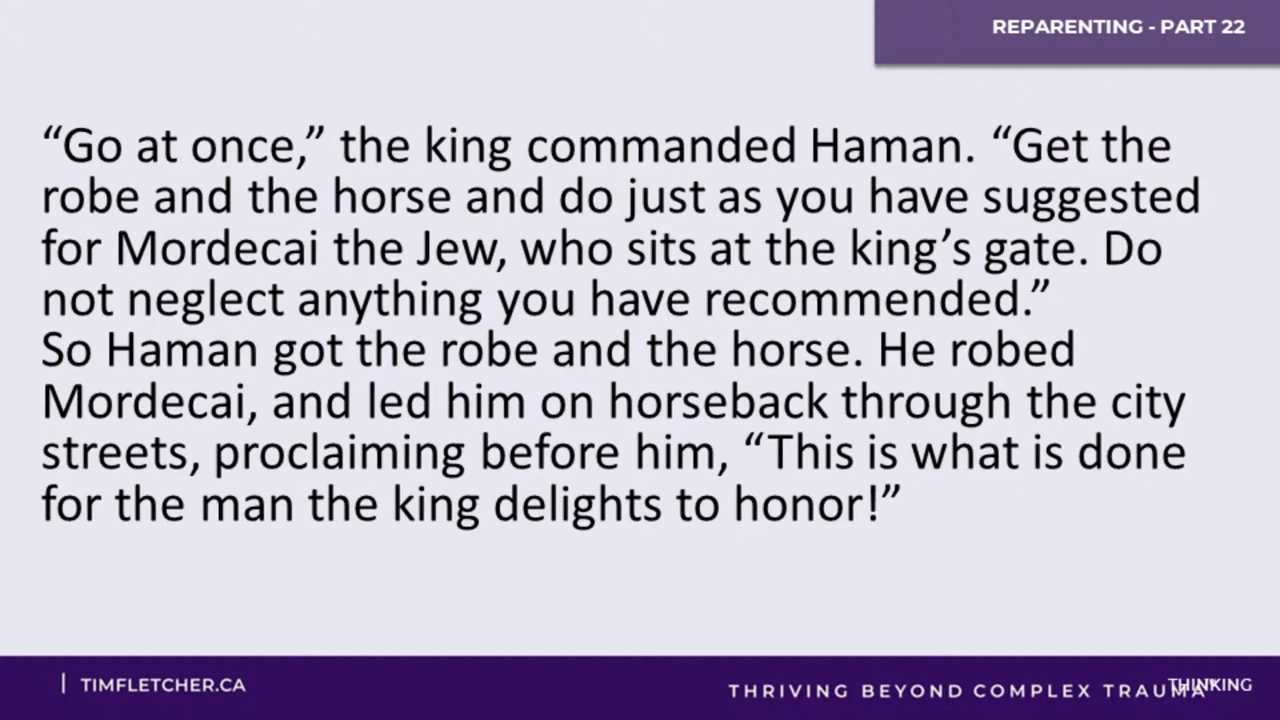 REPARENTING - PART 22
“Go at once,” the king commanded Haman. “Get the
robe and the horse and do just as you have suggested
for Mordecai the Jew, who sits at the king’s gate. Do
not neglect anything you have recommended.”
So Haman got the robe and the horse. He robed
Mordecai, and led him on horseback through the city
streets, proclaiming before him, “This is what is done
for the man the king delights to honor!”
| TIMFLETCHER.CA
THRIVING BEYOND COMPLEX TRAUMA
THINKING